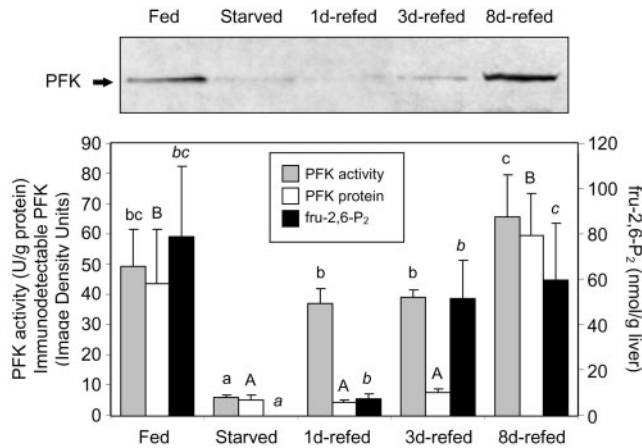 Fed Starved 1d-refed 3d-refed 8d-refed
PFK
PFK activity (U/g protein)
Immunodetectable PFK
(Image Density Units)
90
80
70
60
50
40
30
20
10
0
PFK activity
PFK protein
fru-2,6-P₂
bc B bc
a A a
b A b
b A b
c B c
120
100
80
60
40
20
0
fru-2,6-P₂ (nmol/g liver)
Fed Starved 1d-refed 3d-refed 8d-refed